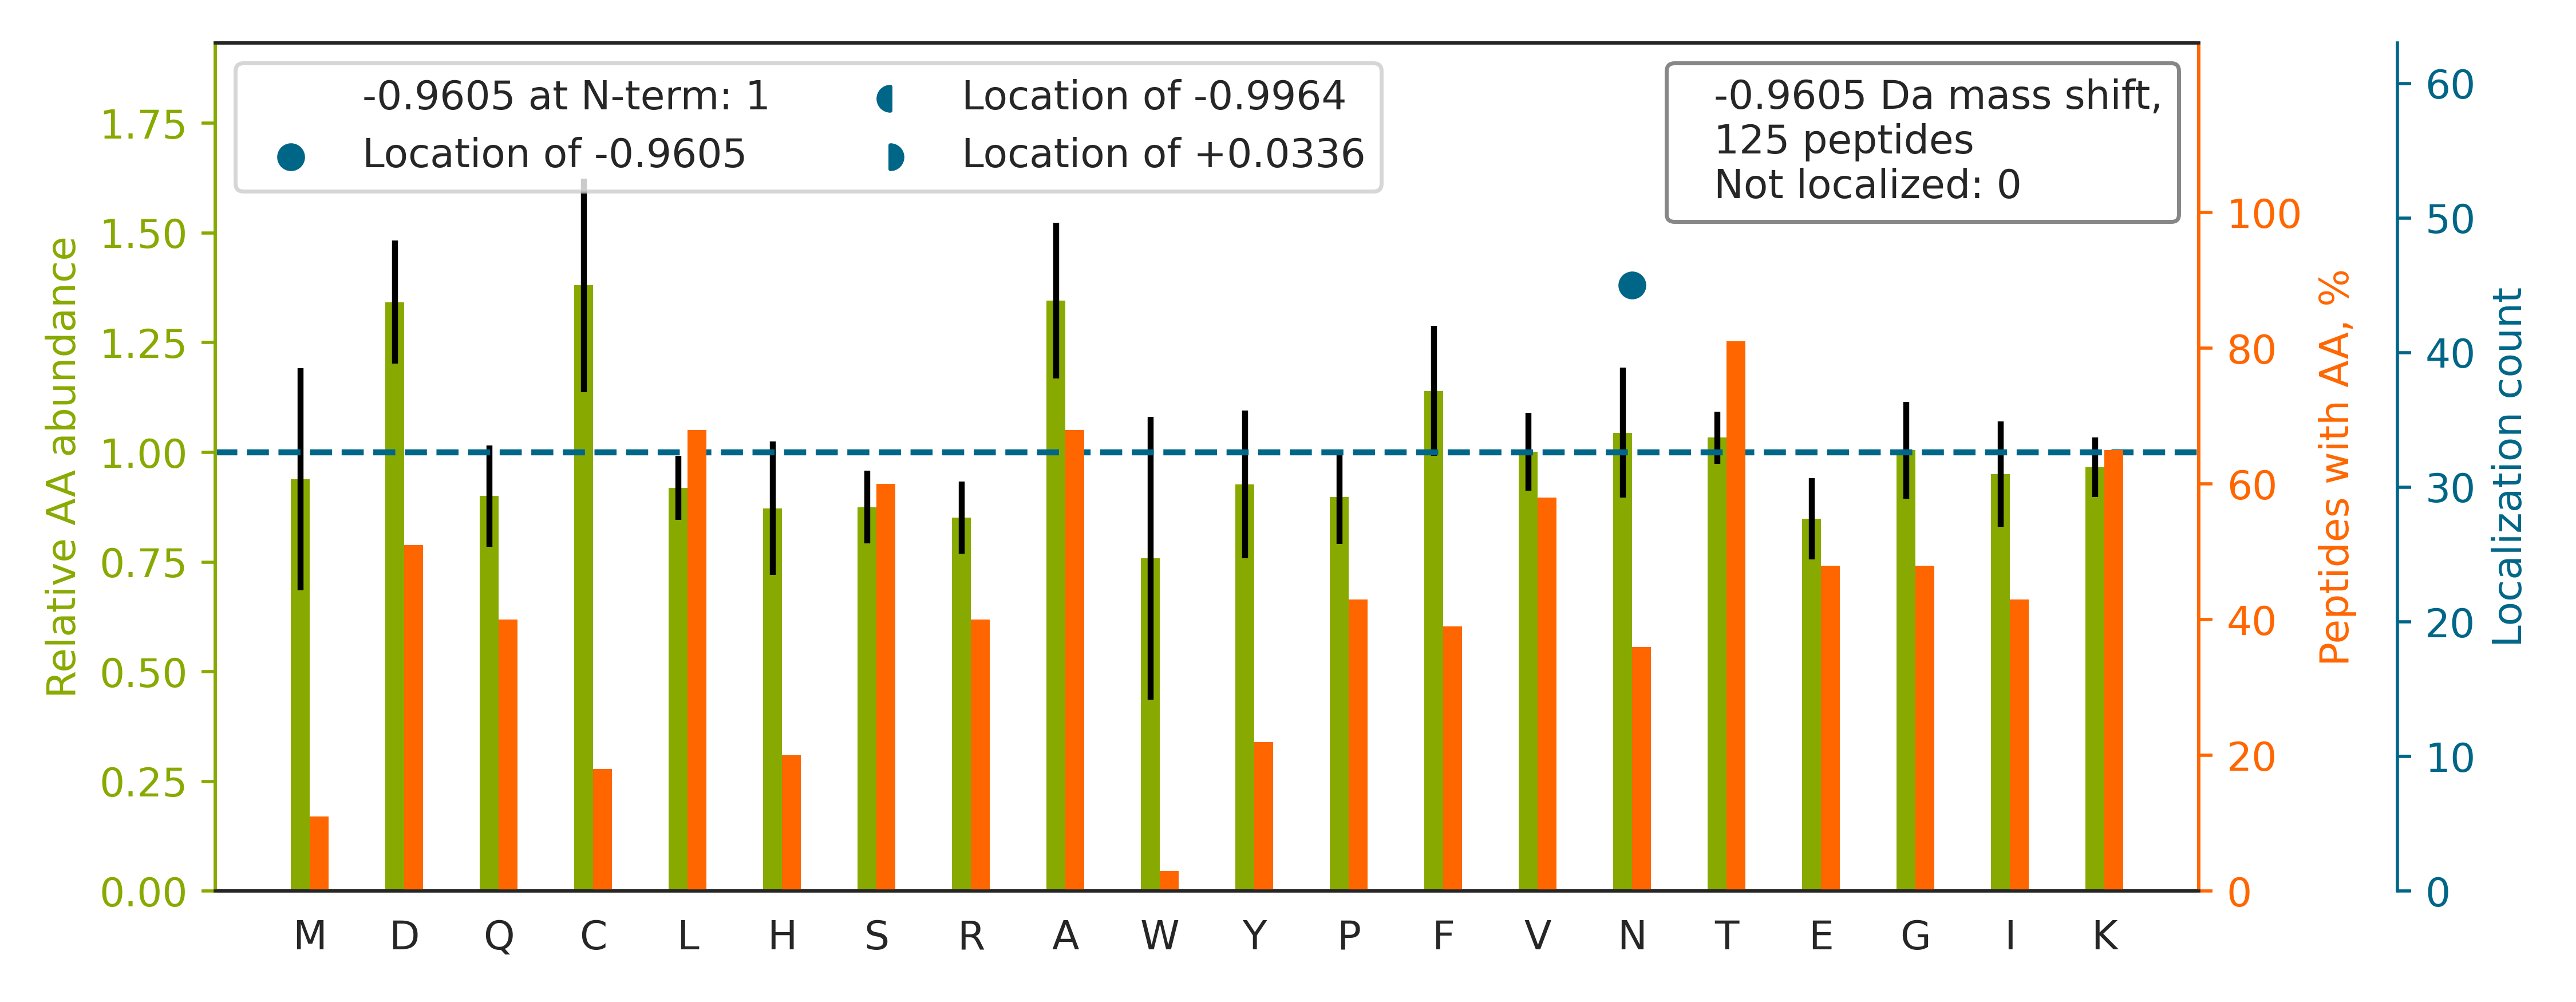 -0.9605 at N-term: 1
Location of -0.9605
Location of -0.9964
Location of +0.0336
-0.9605 Da mass shift,
125 peptides
Not localized: 0
Relative AA abundance
1.75
1.50
1.25
1.00
0.75
0.50
0.25
0.00
M D Q C L H S R A W Y P F V N T E G I K
100
80
60
40
20
0
Peptides with AA, %
60
50
40
30
20
10
0
Localization count